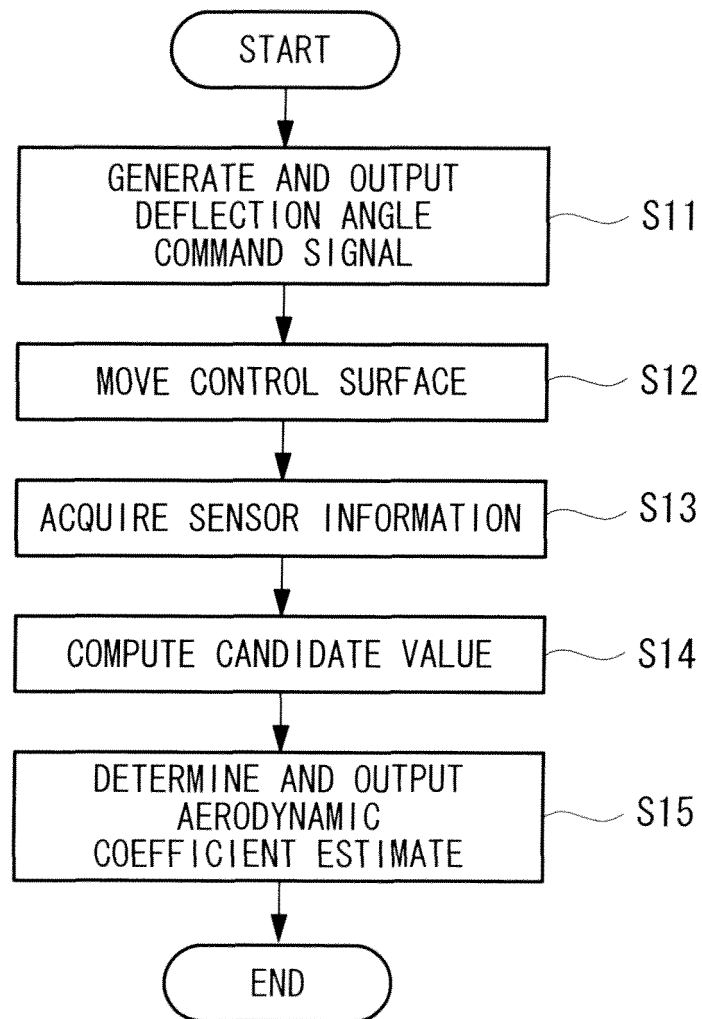 START
GENERATE AND OUTPUT
DEFLECTION ANGLE
COMMAND SIGNAL
S11
MOVE CONTROL SURFACE
S12
ACQUIRE SENSOR INFORMATION
S13
COMPUTE CANDIDATE VALUE
S14
DETERMINE AND OUTPUT
AERODYNAMIC
COEFFICIENT ESTIMATE
S15
END